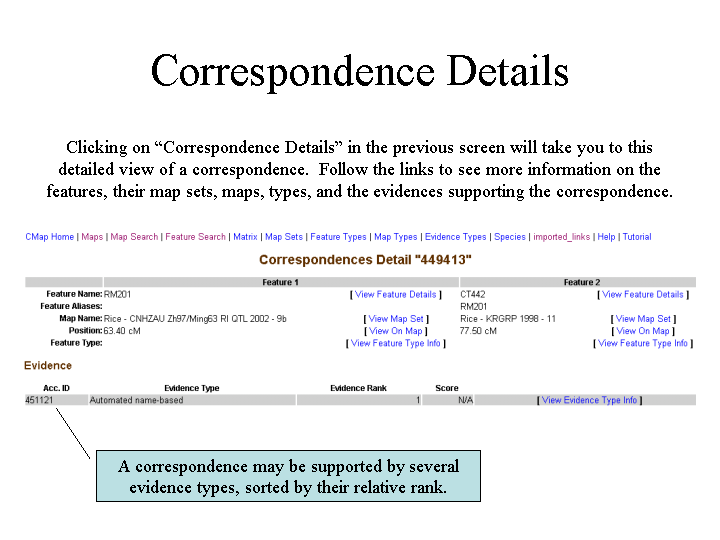 Correspondence Details
Clicking on “Correspondence Details” in the previous screen will take you to this
detailed view of a correspondence.  Follow the links to see more information on the
features, their map sets, maps, types, and the evidences supporting the correspondence.
CMap Home | Maps | Map Search | Feature Search | Matrix | Map Sets | Feature Types | Map Types | Evidence Types | Species | imported_links | Help | Tutorial
Correspondences Detail "449413"
Feature 1 Feature 2
Feature Name: RM201 [ View Feature Details ] CT442 [ View Feature Details ]
Feature Aliases: RM201
Map Name: Rice - CNHZAU Zh97/Ming63 RI QTL 2002 - 9b [ View Map Set ] Rice - KRGRP 1998 - 11 [ View Map Set ]
Position: 63.40 cM [ View On Map ] 77.50 cM [ View On Map ]
Feature Type: [ View Feature Type Info ] [ View Feature Type Info ]
Evidence
Acc. ID Evidence Type Evidence Rank Score
451121 Automated name-based 1 N/A [ View Evidence Type Info ]
A correspondence may be supported by several
evidence types, sorted by their relative rank.